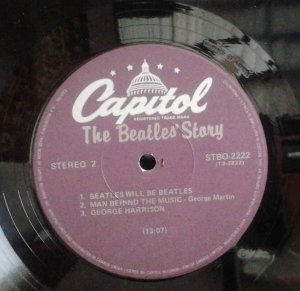 Capitol
REGISTERED TRADE MARK
The Beatles' Story
STEREO 2
STBO-2222
(T2-2222)
1. BEATLES WILL BE BEATLES
2. MAN BEHIND THE MUSIC - George Martin
3. GEORGE HARRISON
(13:07)